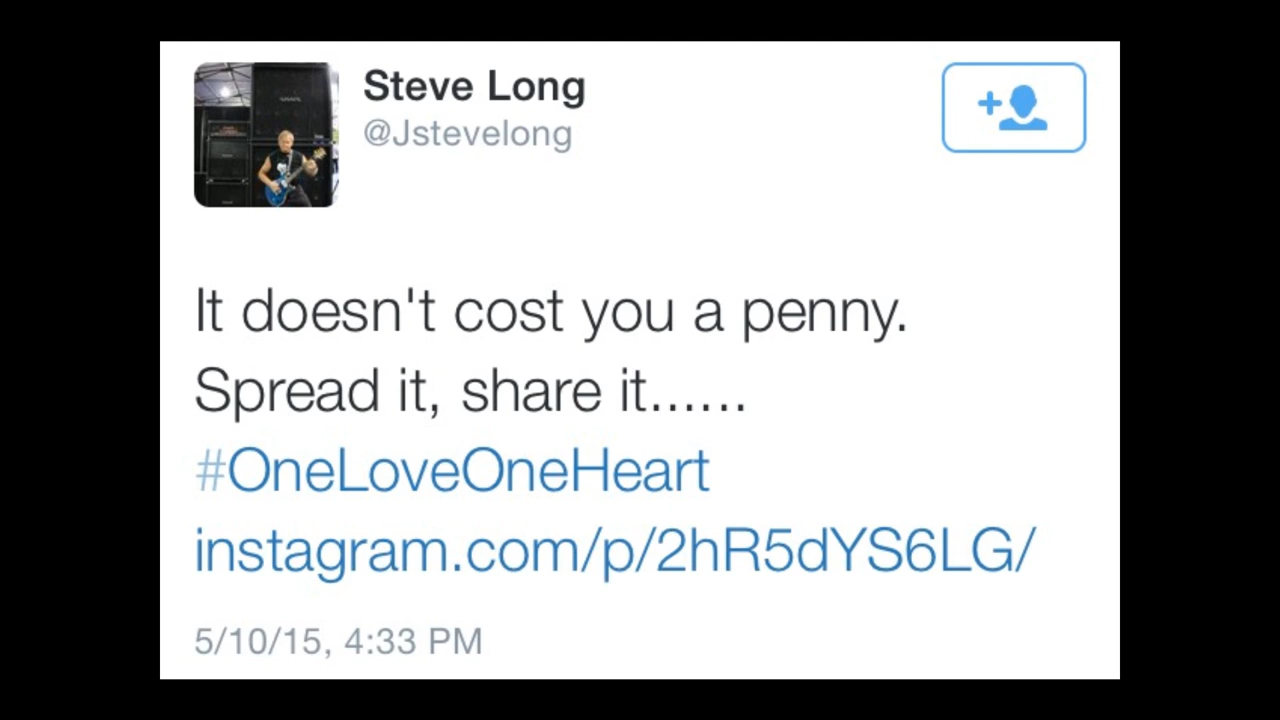 Steve Long
@Jstevelong
It doesn't cost you a penny.
Spread it, share it......
#OneLoveOneHeart
instagram.com/p/2hR5dYS6LG/
5/10/15, 4:33 PM